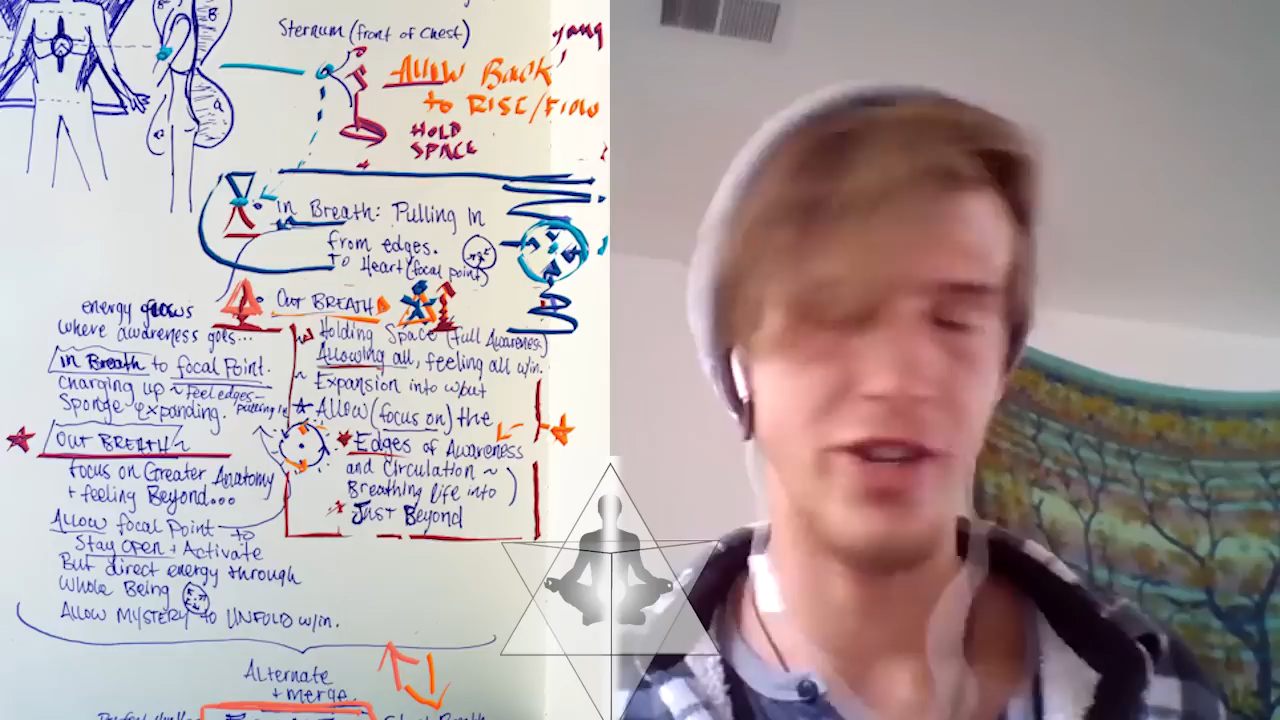 Sternum (front of Chest)
yang
Allow Back
to RISE/Flow
HOLD
SPACE
in Breath: Pulling in
from edges.
To Heart (focal point)
OUT BREATH
energy grows
where awareness goes...
in Breath to focal Point.
charging up ~ feel edges~
Sponge ~ expanding. pulling in
OUT BREATH~
focus on Greater Anatomy
+ feeling Beyond...
Allow focal Point to
Stay open + Activate
But direct energy through
whole Being
Allow MYSTERY to UNFOLD w/in.
Holding Space (full Awareness)
Allowing all, feeling all w/in.
~ Expansion into what
Allow (focus on) the
Edges of Awareness
and Circulation ~
Breathing life into
Just Beyond
Alternate
+ merge.